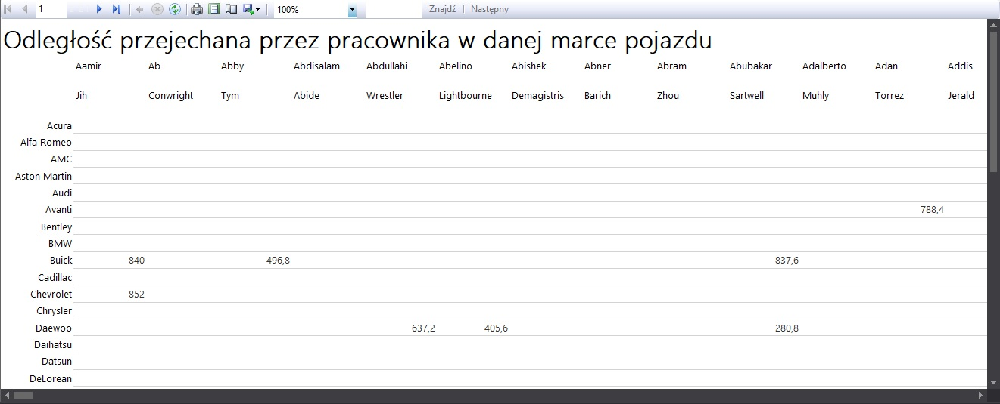 1 100% Znajdź | Następny
Odległość przejechana przez pracownika w danej marce pojazdu
Aamir Ab Abby Abdisalam Abdullahi Abelino Abishek Abner Abram Abubakar Adalberto Adan Addis
Jih Conwright Tym Abide Wrestler Lightbourne Demagistris Barich Zhou Sartwell Muhly Torrez Jerald
Acura
Alfa Romeo
AMC
Aston Martin
Audi
Avanti 788,4
Bentley
BMW
Buick 840 496,8 837,6
Cadillac
Chevrolet 852
Chrysler
Daewoo 637,2 405,6 280,8
Daihatsu
Datsun
DeLorean